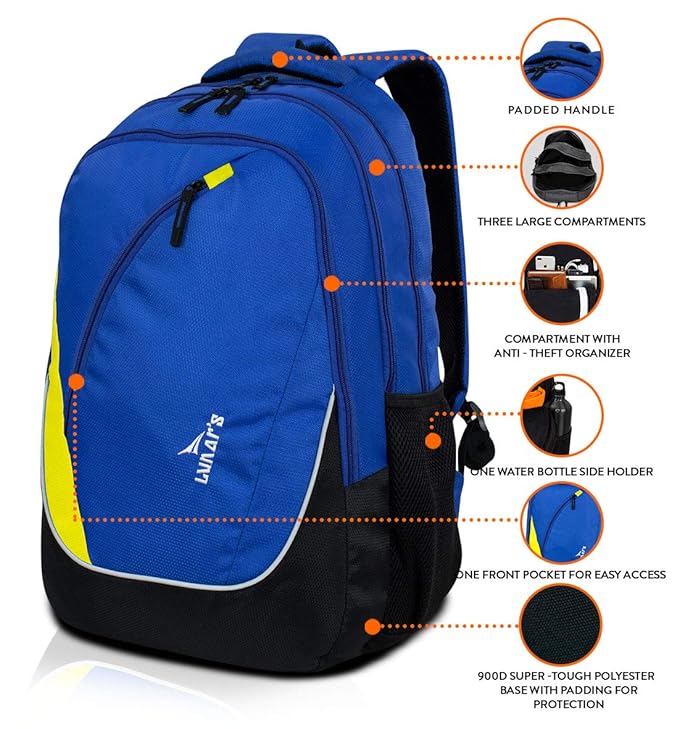 PADDED HANDLE
THREE LARGE COMPARTMENTS
COMPARTMENT WITH
ANTI - THEFT ORGANIZER
ONE WATER BOTTLE SIDE HOLDER
ONE FRONT POCKET FOR EASY ACCESS
900D SUPER -TOUGH POLYESTER
BASE WITH PADDING FOR
PROTECTION
LUNAR'S